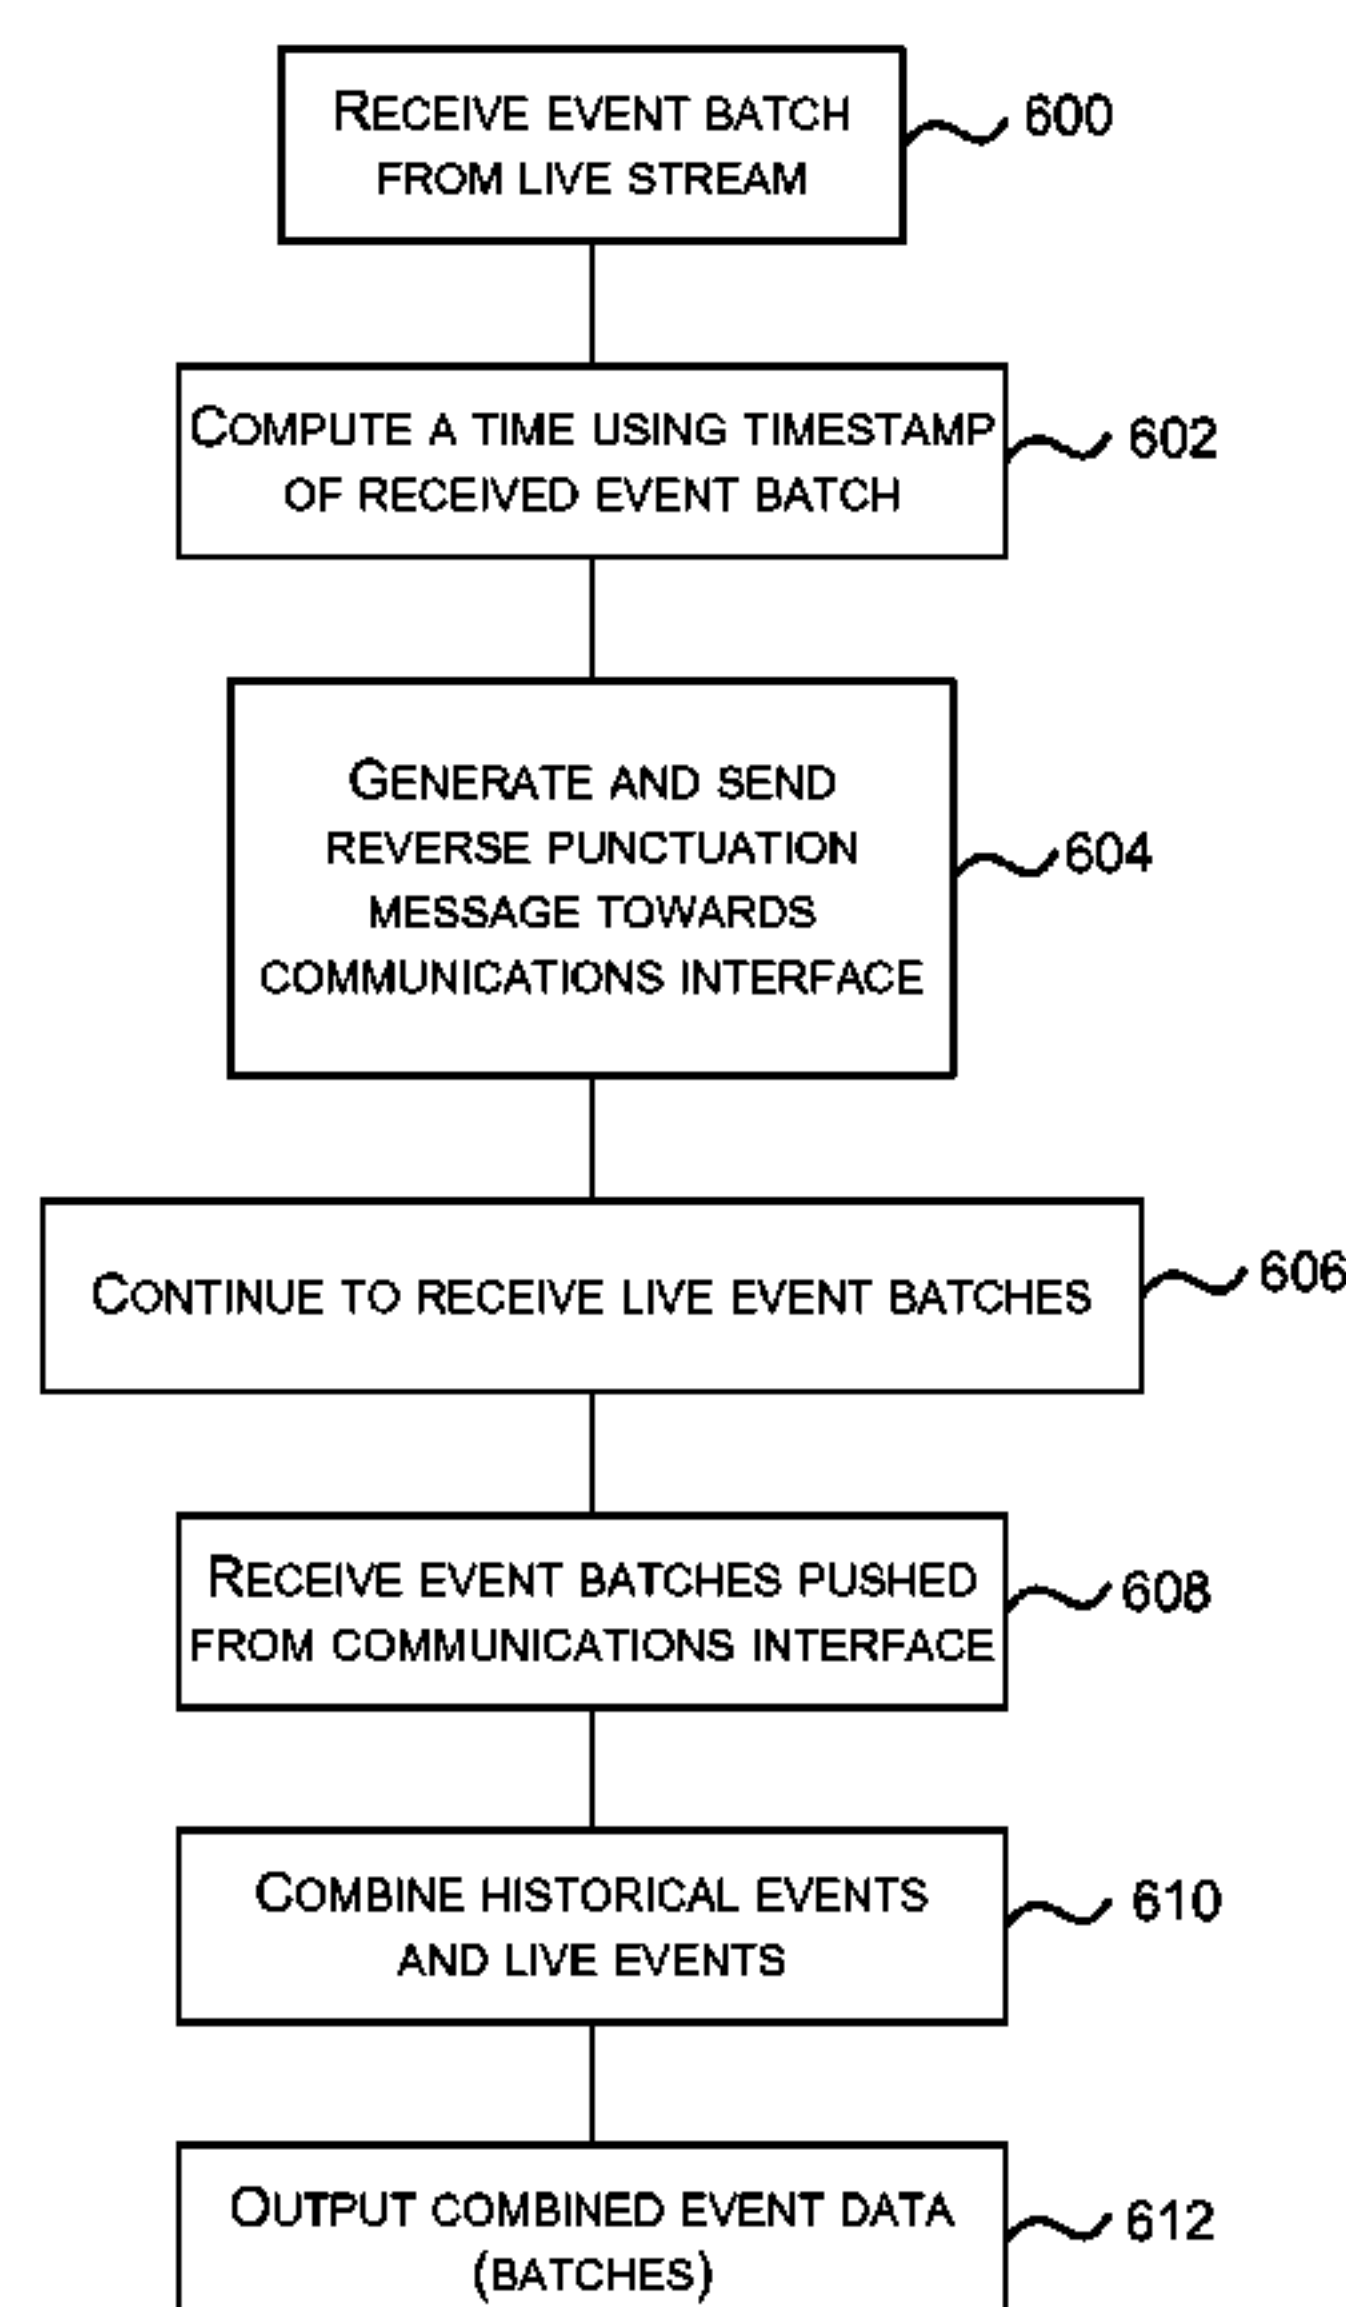 RECEIVE EVENT BATCH
FROM LIVE STREAM
600
COMPUTE A TIME USING TIMESTAMP
OF RECEIVED EVENT BATCH
602
GENERATE AND SEND
REVERSE PUNCTUATION
MESSAGE TOWARDS
COMMUNICATIONS INTERFACE
604
CONTINUE TO RECEIVE LIVE EVENT BATCHES
606
RECEIVE EVENT BATCHES PUSHED
FROM COMMUNICATIONS INTERFACE
608
COMBINE HISTORICAL EVENTS
AND LIVE EVENTS
610
OUTPUT COMBINED EVENT DATA
(BATCHES)
612